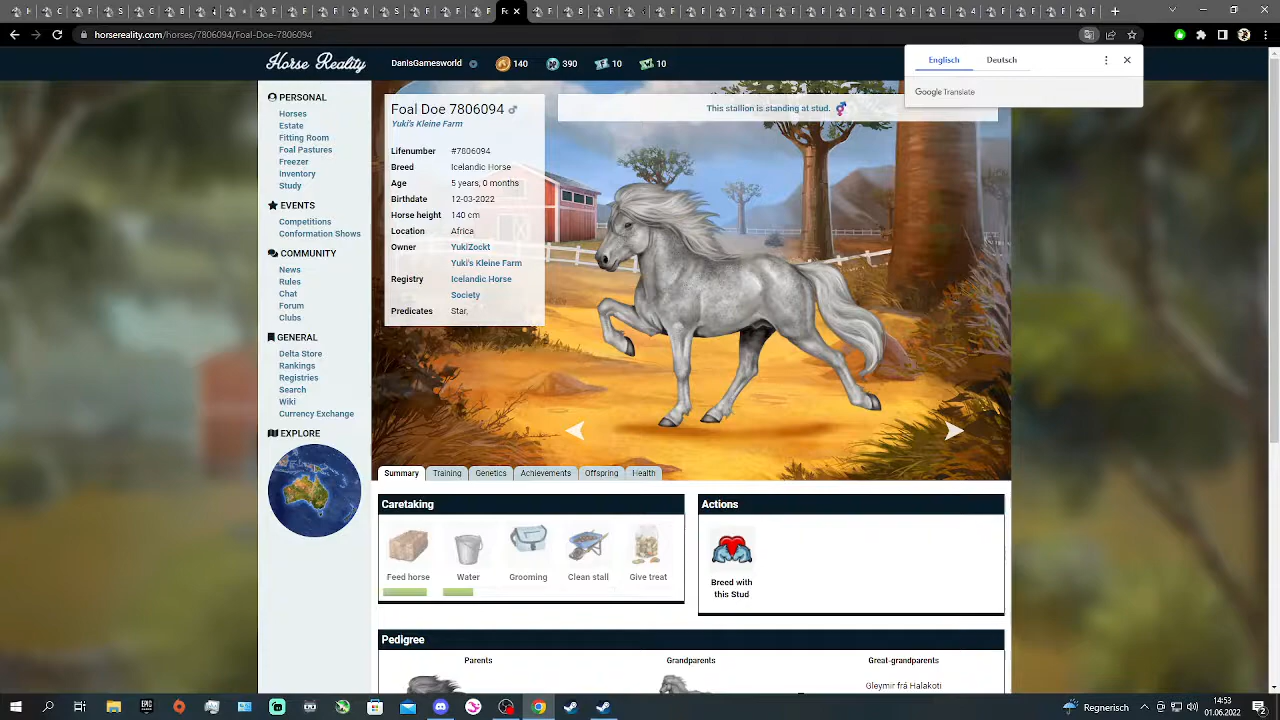 Fo
horsereality.com/horses/7806094/Foal-Doe-7806094
Englisch Deutsch
Google Translate
Horse Reality
DanisGamesworld 140 390 10 10
PERSONAL
Horses
Estate
Fitting Room
Foal Pastures
Freezer
Inventory
Study
EVENTS
Competitions
Conformation Shows
COMMUNITY
News
Rules
Chat
Forum
Clubs
GENERAL
Delta Store
Rankings
Registries
Search
Wiki
Currency Exchange
EXPLORE
Foal Doe 7806094
Yuki's Kleine Farm
Lifenumber #7806094
Breed Icelandic Horse
Age 5 years, 0 months
Birthdate 12-03-2022
Horse height 140 cm
Location Africa
Owner YukiZockt
Yuki's Kleine Farm
Registry Icelandic Horse
Society
Predicates Star,
This stallion is standing at stud.
Summary Training Genetics Achievements Offspring Health
Caretaking
Feed horse Water Grooming Clean stall Give treat
Actions
Breed with
this Stud
Pedigree
Parents Grandparents Great-grandparents
Gleymir frá Halakoti
Regnerisch
14:53
01.06.2022